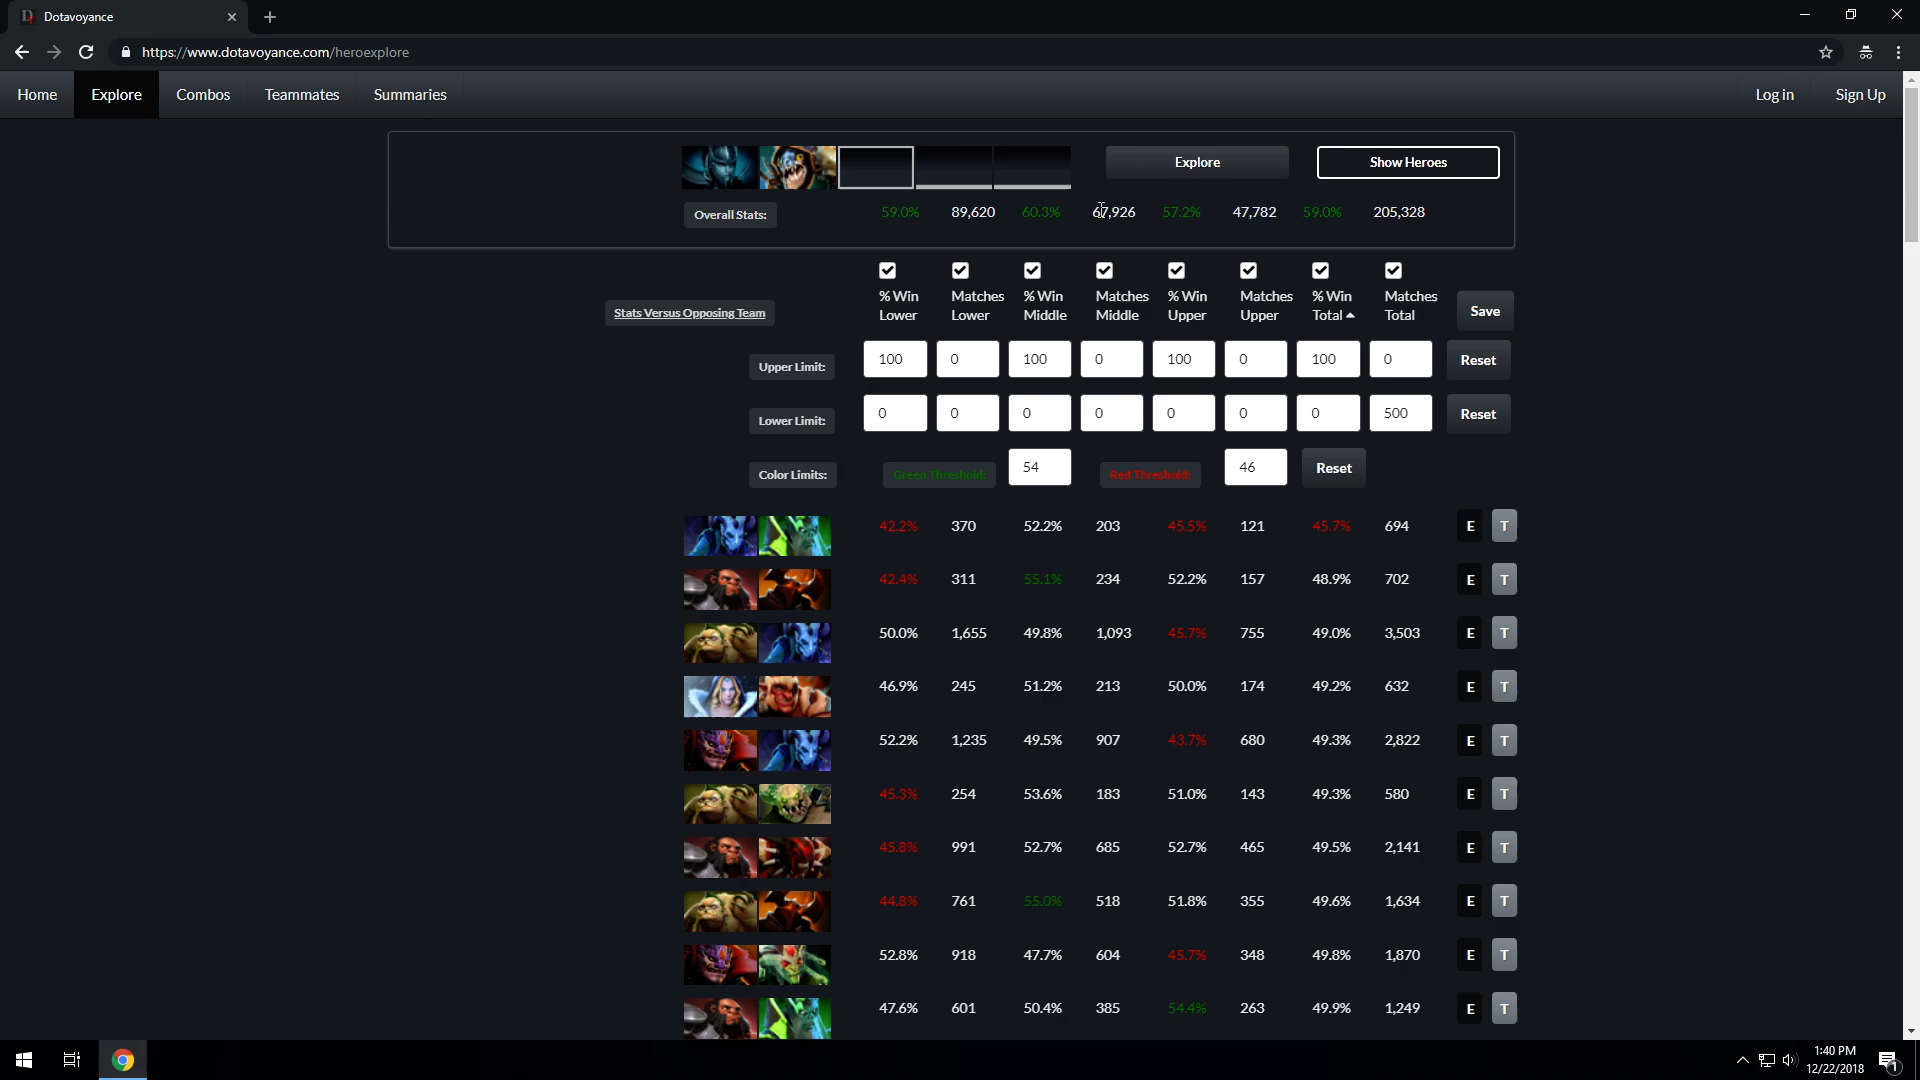 Dotavoyance
https://www.dotavoyance.com/heroexplore
Home Explore Combos Teammates Summaries Log in Sign Up
Explore Show Heroes
Overall Stats: 59.0% 89,620 60.3% 67,926 57.2% 47,782 59.0% 205,328
Stats Versus Opposing Team
% Win Lower
Matches Lower
% Win Middle
Matches Middle
% Win Upper
Matches Upper
% Win Total
Matches Total
Save
Upper Limit: 100 0 100 0 100 0 100 0 Reset
Lower Limit: 0 0 0 0 0 0 0 500 Reset
Color Limits: Green Threshold: 54 Red Threshold: 46 Reset
42.2% 370 52.2% 203 45.5% 121 45.7% 694 E T
42.4% 311 55.1% 234 52.2% 157 48.9% 702 E T
50.0% 1,655 49.8% 1,093 45.7% 755 49.0% 3,503 E T
46.9% 245 51.2% 213 50.0% 174 49.2% 632 E T
52.2% 1,235 49.5% 907 43.7% 680 49.3% 2,822 E T
45.3% 254 53.6% 183 51.0% 143 49.3% 580 E T
45.8% 991 52.7% 685 52.7% 465 49.5% 2,141 E T
44.8% 761 55.0% 518 51.8% 355 49.6% 1,634 E T
52.8% 918 47.7% 604 45.7% 348 49.8% 1,870 E T
47.6% 601 50.4% 385 54.4% 263 49.9% 1,249 E T
1:40 PM
12/22/2018
1